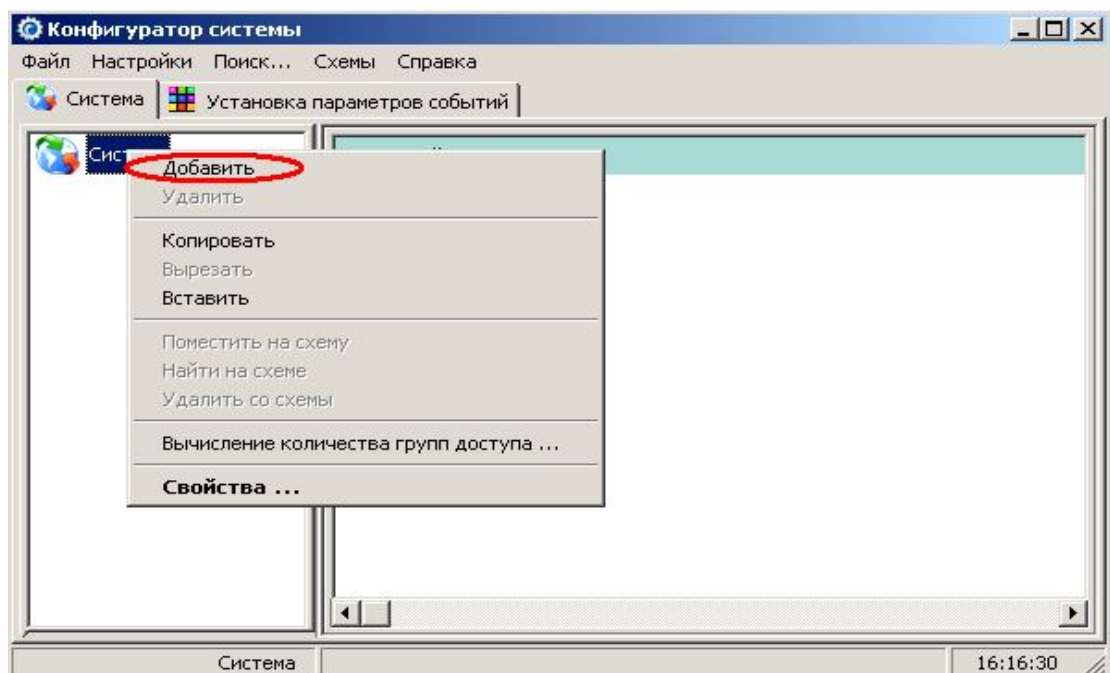 Конфигуратор системы
Файл Настройки Поиск... Схемы Справка
Система Установка параметров событий
Добавить
Удалить
Копировать
Вырезать
Вставить
Поместить на схему
Найти на схеме
Удалить со схемы
Вычисление количества групп доступа ...
Свойства ...
Система 16:16:30